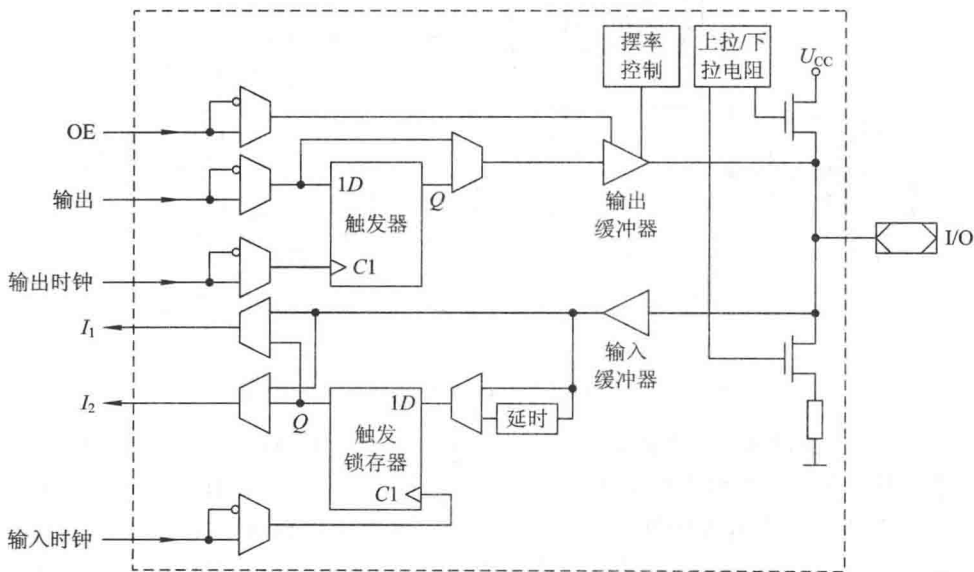 摆率
控制
上拉/下
拉电阻
U_CC
OE
输出
1D
Q
触发器
输出
缓冲器
I/O
输出时钟
C1
I₁
输入
缓冲器
I₂
Q
1D
延时
触发
锁存器
C1
输入时钟